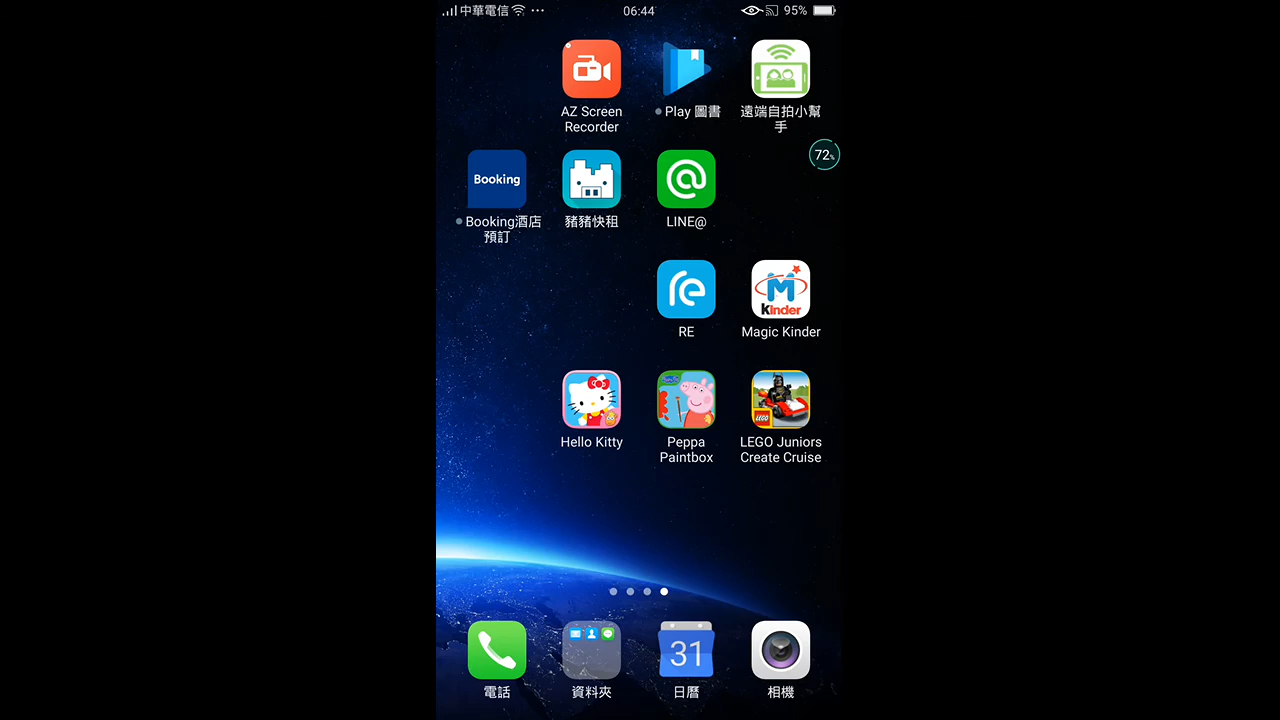 中華電信
06:44
95%
AZ Screen
Recorder
Play 圖書
遠端自拍小幫
手
72%
Booking
Booking酒店
預訂
豬豬快租
@
LINE@
re
RE
M
kinder
Magic Kinder
Hello Kitty
Peppa
Paintbox
LEGO
LEGO Juniors
Create Cruise
31
電話
資料夾
日曆
相機